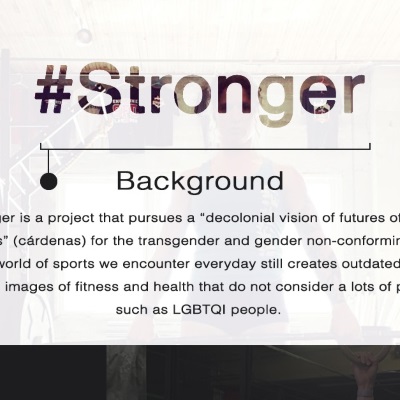 #Stronger
Background
ger is a project that pursues a “decolonial vision of futures of
s” (cárdenas) for the transgender and gender non-conformin
world of sports we encounter everyday still creates outdated
images of fitness and health that do not consider a lots of p
such as LGBTQI people.